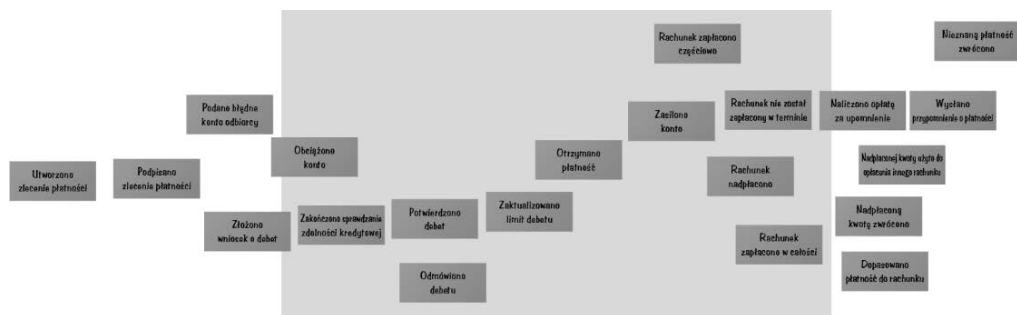 Utworzono
zlecenie płatności
Podpisano
zlecenie płatności
Podano błędne
konto odbiorcy
Złożono
wniosek o debet
Obciążono
konto
Zakończono sprawdzanie
zdolności kredytowej
Potwierdzono
debet
Odmówiono
debetu
Zaktualizowano
limit debetu
Otrzymano
płatność
Zasilono
konto
Rachunek zapłacono
częściowo
Rachunek nie został
zapłacony w terminie
Rachunek
nadpłacono
Rachunek
zapłacono w całości
Naliczono opłatę
za upomnienie
Wysłano
przypomnienie o płatności
Nieznaną płatność
zwrócono
Nadpłaconej kwoty użyto do
opłacenia innego rachunku
Nadpłaconą
kwotę zwrócono
Dopasowano
płatność do rachunku